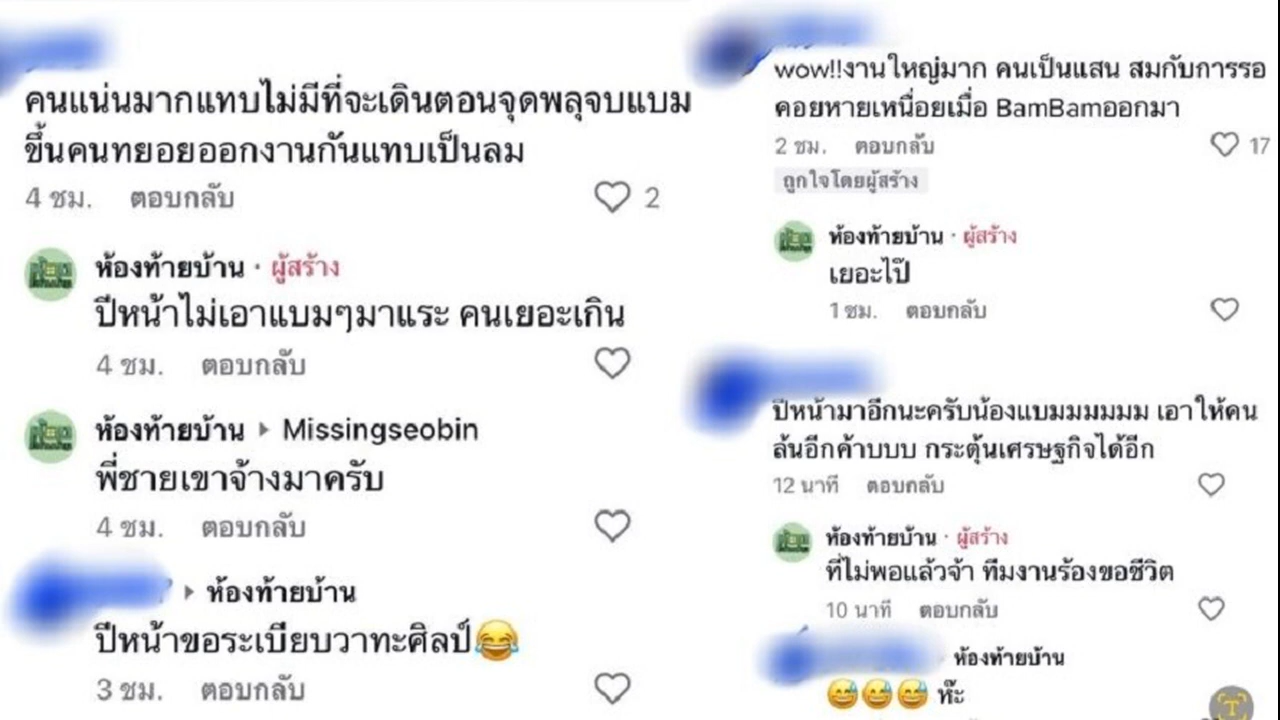 คนแน่นมากแทบไม่มีที่จะเดินตอนจุดพลุจบแบม
ขึ้นคนทยอยออกงานกันแทบเป็นลม
4 ชม. ตอบกลับ 2
ห้องท้ายบ้าน · ผู้สร้าง
ปีหน้าไม่เอาแบมๆมาแระ คนเยอะเกิน
4 ชม. ตอบกลับ
ห้องท้ายบ้าน ▸ Missingseobin
พี่ชายเขาจ้างมาครับ
4 ชม. ตอบกลับ
▸ ห้องท้ายบ้าน
ปีหน้าขอระเบียบวาทะศิลป์😂
3 ชม. ตอบกลับ
wow!!งานใหญ่มาก คนเป็นแสน สมกับการรอ
คอยหายเหนื่อยเมื่อ BamBamออกมา
2 ชม. ตอบกลับ 17
ถูกใจโดยผู้สร้าง
ห้องท้ายบ้าน · ผู้สร้าง
เยอะไป๊
1 ชม. ตอบกลับ
ปีหน้ามาอีกนะครับน้องแบมมมมมม เอาให้คน
ล้นอีกค้าบบบ กระตุ้นเศรษฐกิจได้อีก
12 นาที ตอบกลับ
ห้องท้ายบ้าน · ผู้สร้าง
ที่ไม่พอแล้วจ้า ทีมงานร้องขอชีวิต
10 นาที ตอบกลับ
▸ ห้องท้ายบ้าน
😅😅😅 ห๊ะ